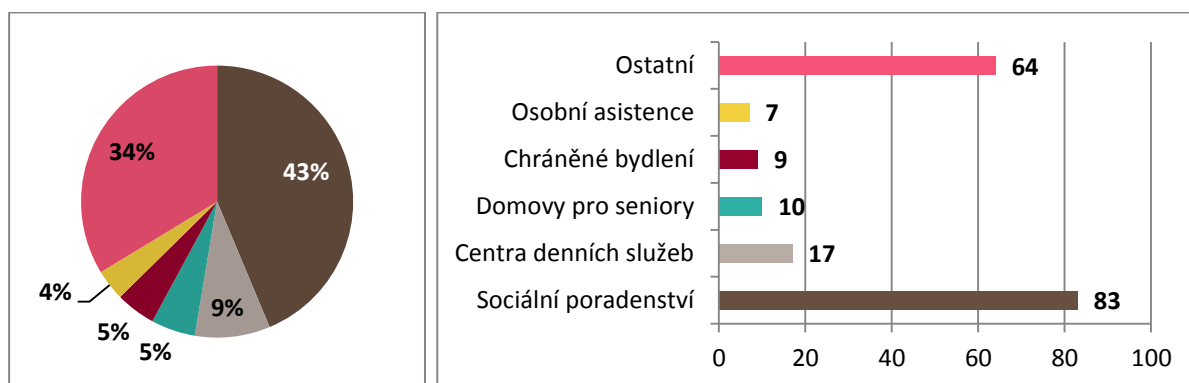 34%
43%
4%
5%
5%
9%
Ostatní 64
Osobní asistence 7
Chráněné bydlení 9
Domovy pro seniory 10
Centra denních služeb 17
Sociální poradenství 83
0 20 40 60 80 100